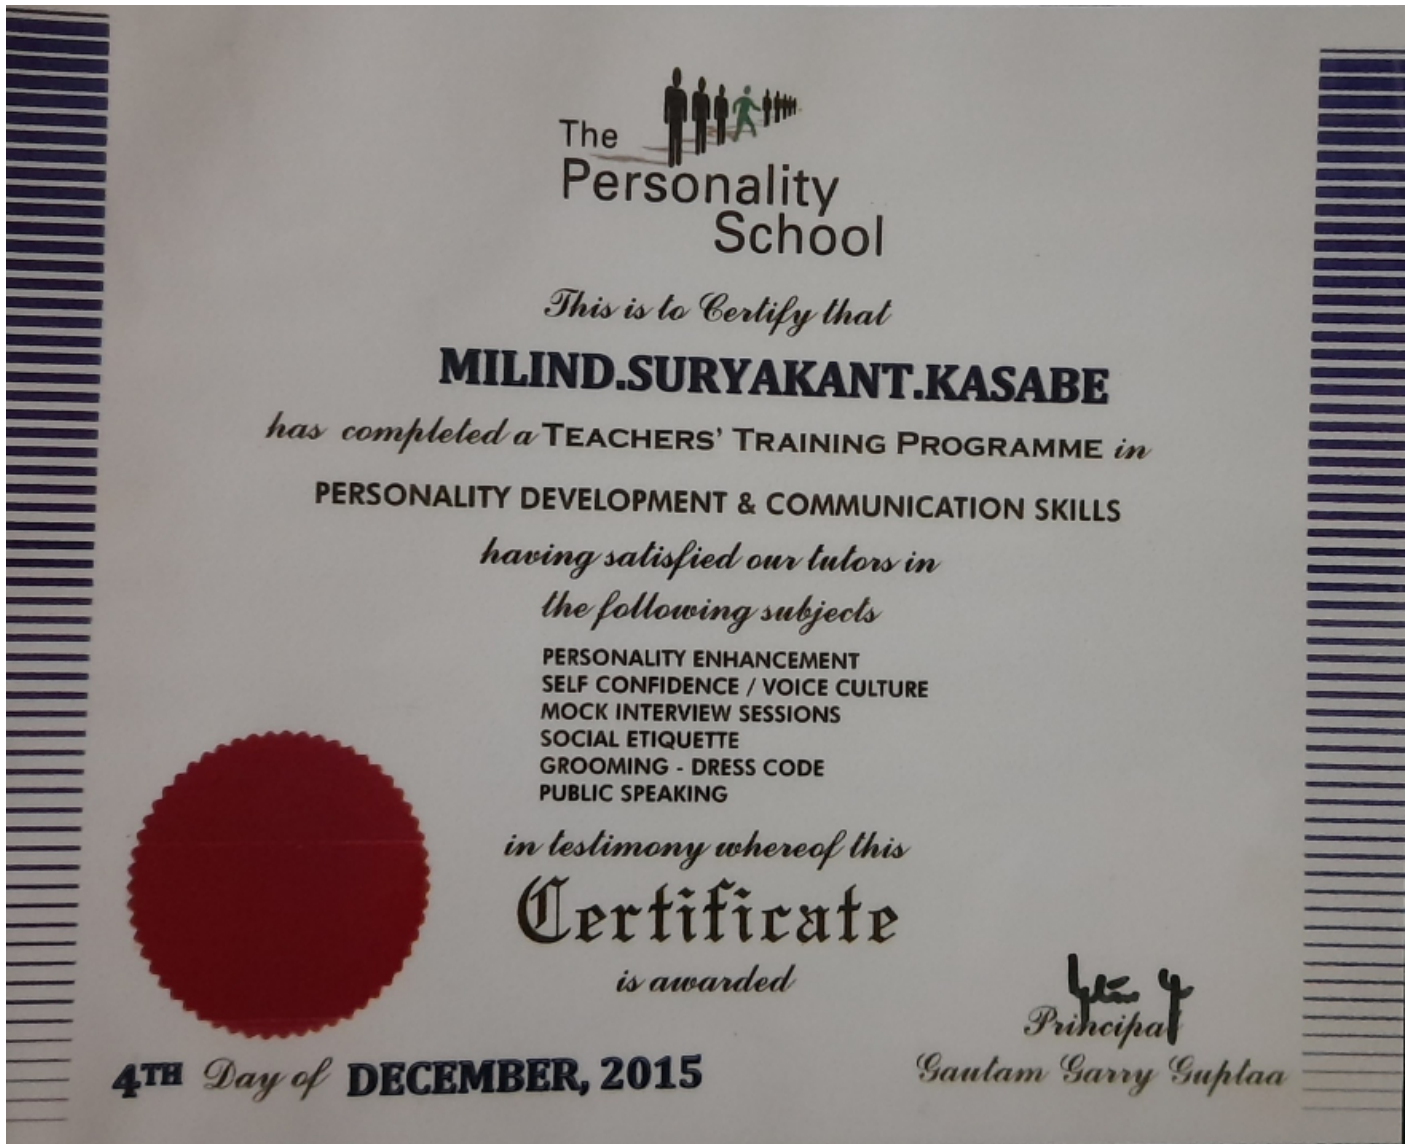 The
Personality
School
This is to Certify that
MILIND.SURYAKANT.KASABE
has completed a TEACHERS' TRAINING PROGRAMME in
PERSONALITY DEVELOPMENT & COMMUNICATION SKILLS
having satisfied our tutors in
the following subjects
PERSONALITY ENHANCEMENT
SELF CONFIDENCE / VOICE CULTURE
MOCK INTERVIEW SESSIONS
SOCIAL ETIQUETTE
GROOMING - DRESS CODE
PUBLIC SPEAKING
in testimony whereof this
Certificate
is awarded
Principal
Gautam Garry Guptaa
4TH Day of DECEMBER, 2015